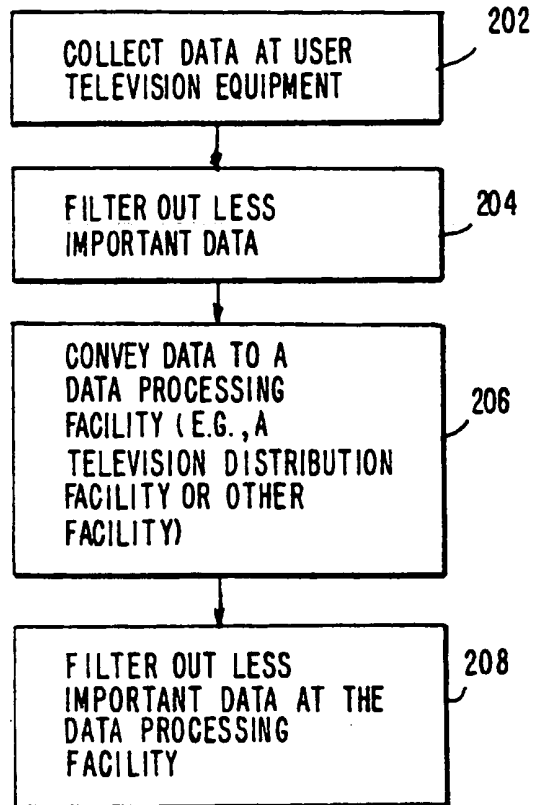 202
COLLECT DATA AT USER
TELEVISION EQUIPMENT
204
FILTER OUT LESS
IMPORTANT DATA
CONVEY DATA TO A
DATA PROCESSING
FACILITY (E.G., A
TELEVISION DISTRIBUTION
FACILITY OR OTHER
FACILITY)
206
FILTER OUT LESS
IMPORTANT DATA AT THE
DATA PROCESSING
FACILITY
208